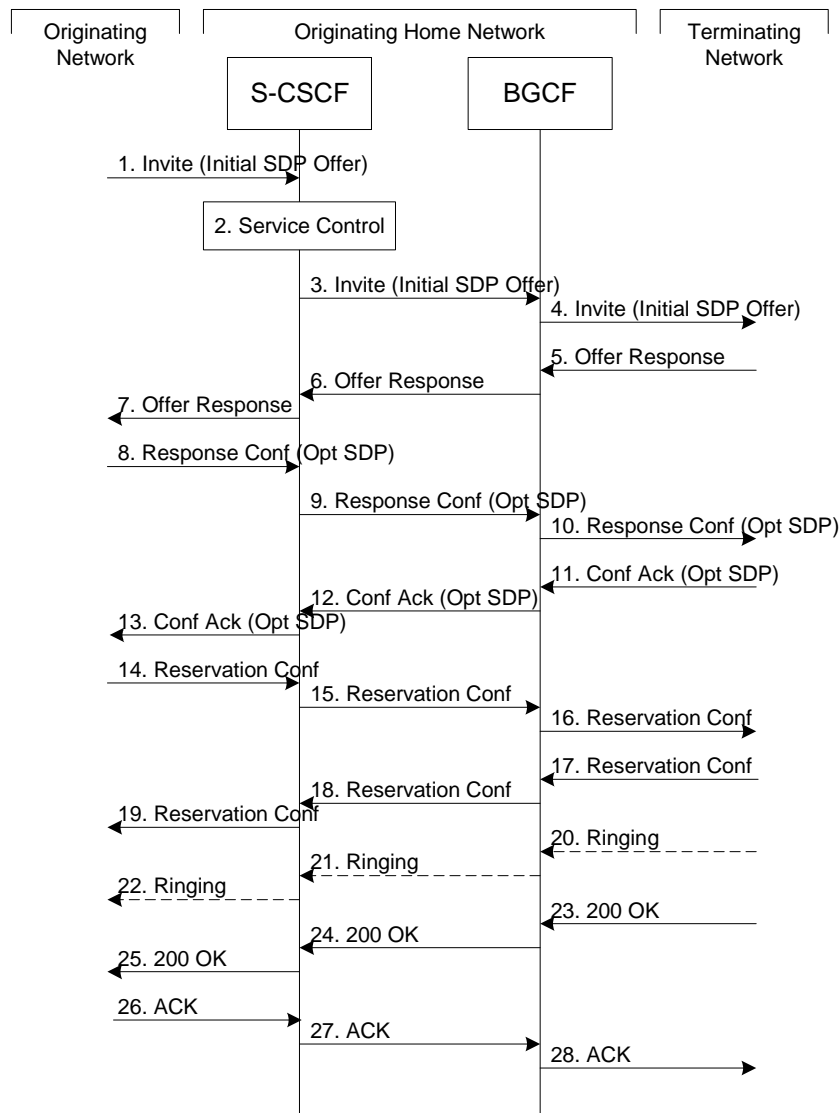 Originating
Network
Originating Home Network
Terminating
Network
S-CSCF
BGCF
1. Invite (Initial SDP Offer)
2. Service Control
3. Invite (Initial SDP Offer)
4. Invite (Initial SDP Offer)
5. Offer Response
6. Offer Response
7. Offer Response
8. Response Conf (Opt SDP)
9. Response Conf (Opt SDP)
10. Response Conf (Opt SDP)
11. Conf Ack (Opt SDP)
12. Conf Ack (Opt SDP)
13. Conf Ack (Opt SDP)
14. Reservation Conf
15. Reservation Conf
16. Reservation Conf
17. Reservation Conf
18. Reservation Conf
19. Reservation Conf
20. Ringing
21. Ringing
22. Ringing
23. 200 OK
24. 200 OK
25. 200 OK
26. ACK
27. ACK
28. ACK